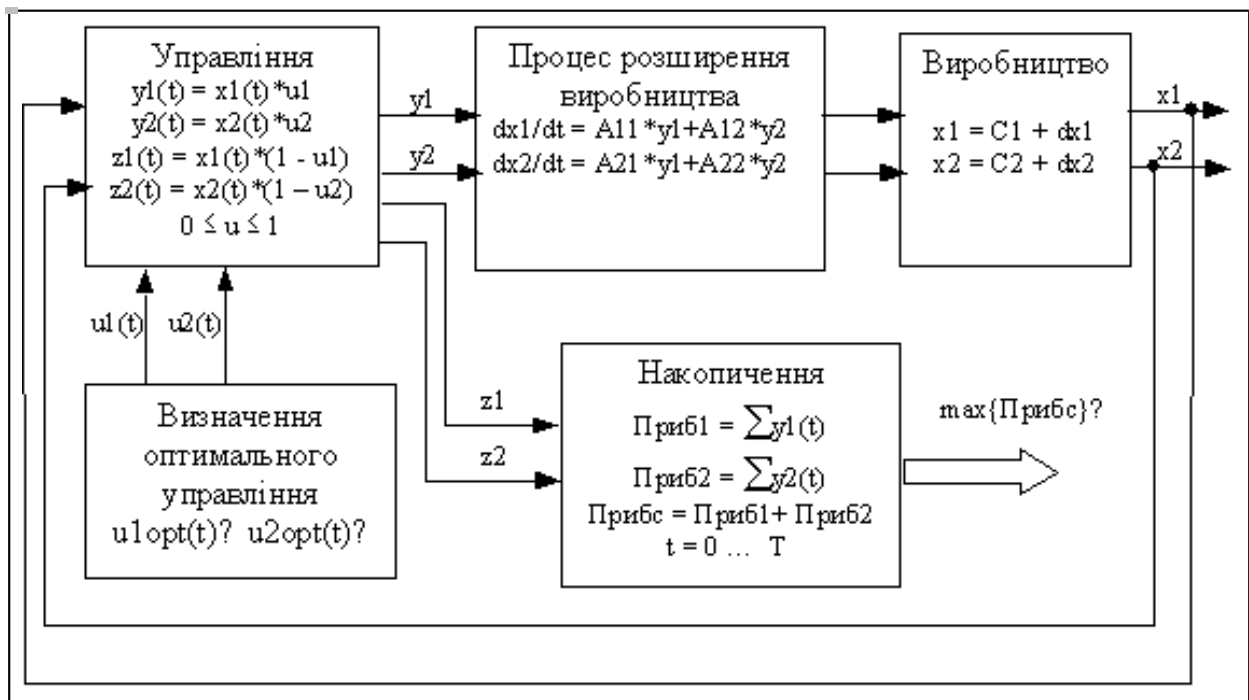 Управління
y1(t) = x1(t)*u1
y2(t) = x2(t)*u2
z1(t) = x1(t)*(1 - u1)
z2(t) = x2(t)*(1 – u2)
0 ≤ u ≤ 1
y1
y2
Процес розширення
виробництва
dx1/dt = A11*y1+A12*y2
dx2/dt = A21*y1+A22*y2
Виробництво
x1 = C1 + dx1
x2 = C2 + dx2
x1
x2
u1(t)
u2(t)
Визначення
оптимального
управління
u1opt(t)? u2opt(t)?
z1
z2
Накопичення
Приб1 = ∑y1(t)
Приб2 = ∑y2(t)
Прибс = Приб1+ Приб2
t = 0 ... T
max{Прибс}?